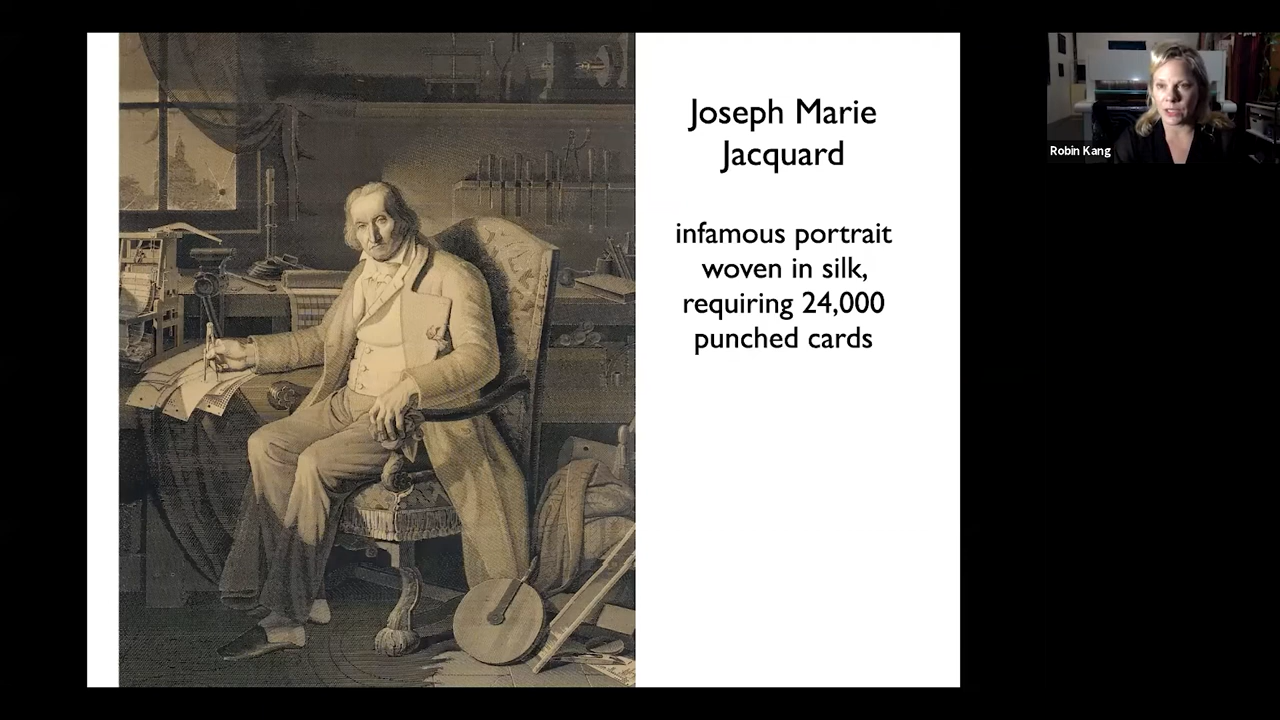 Joseph Marie
Jacquard
infamous portrait
woven in silk,
requiring 24,000
punched cards
Robin Kang